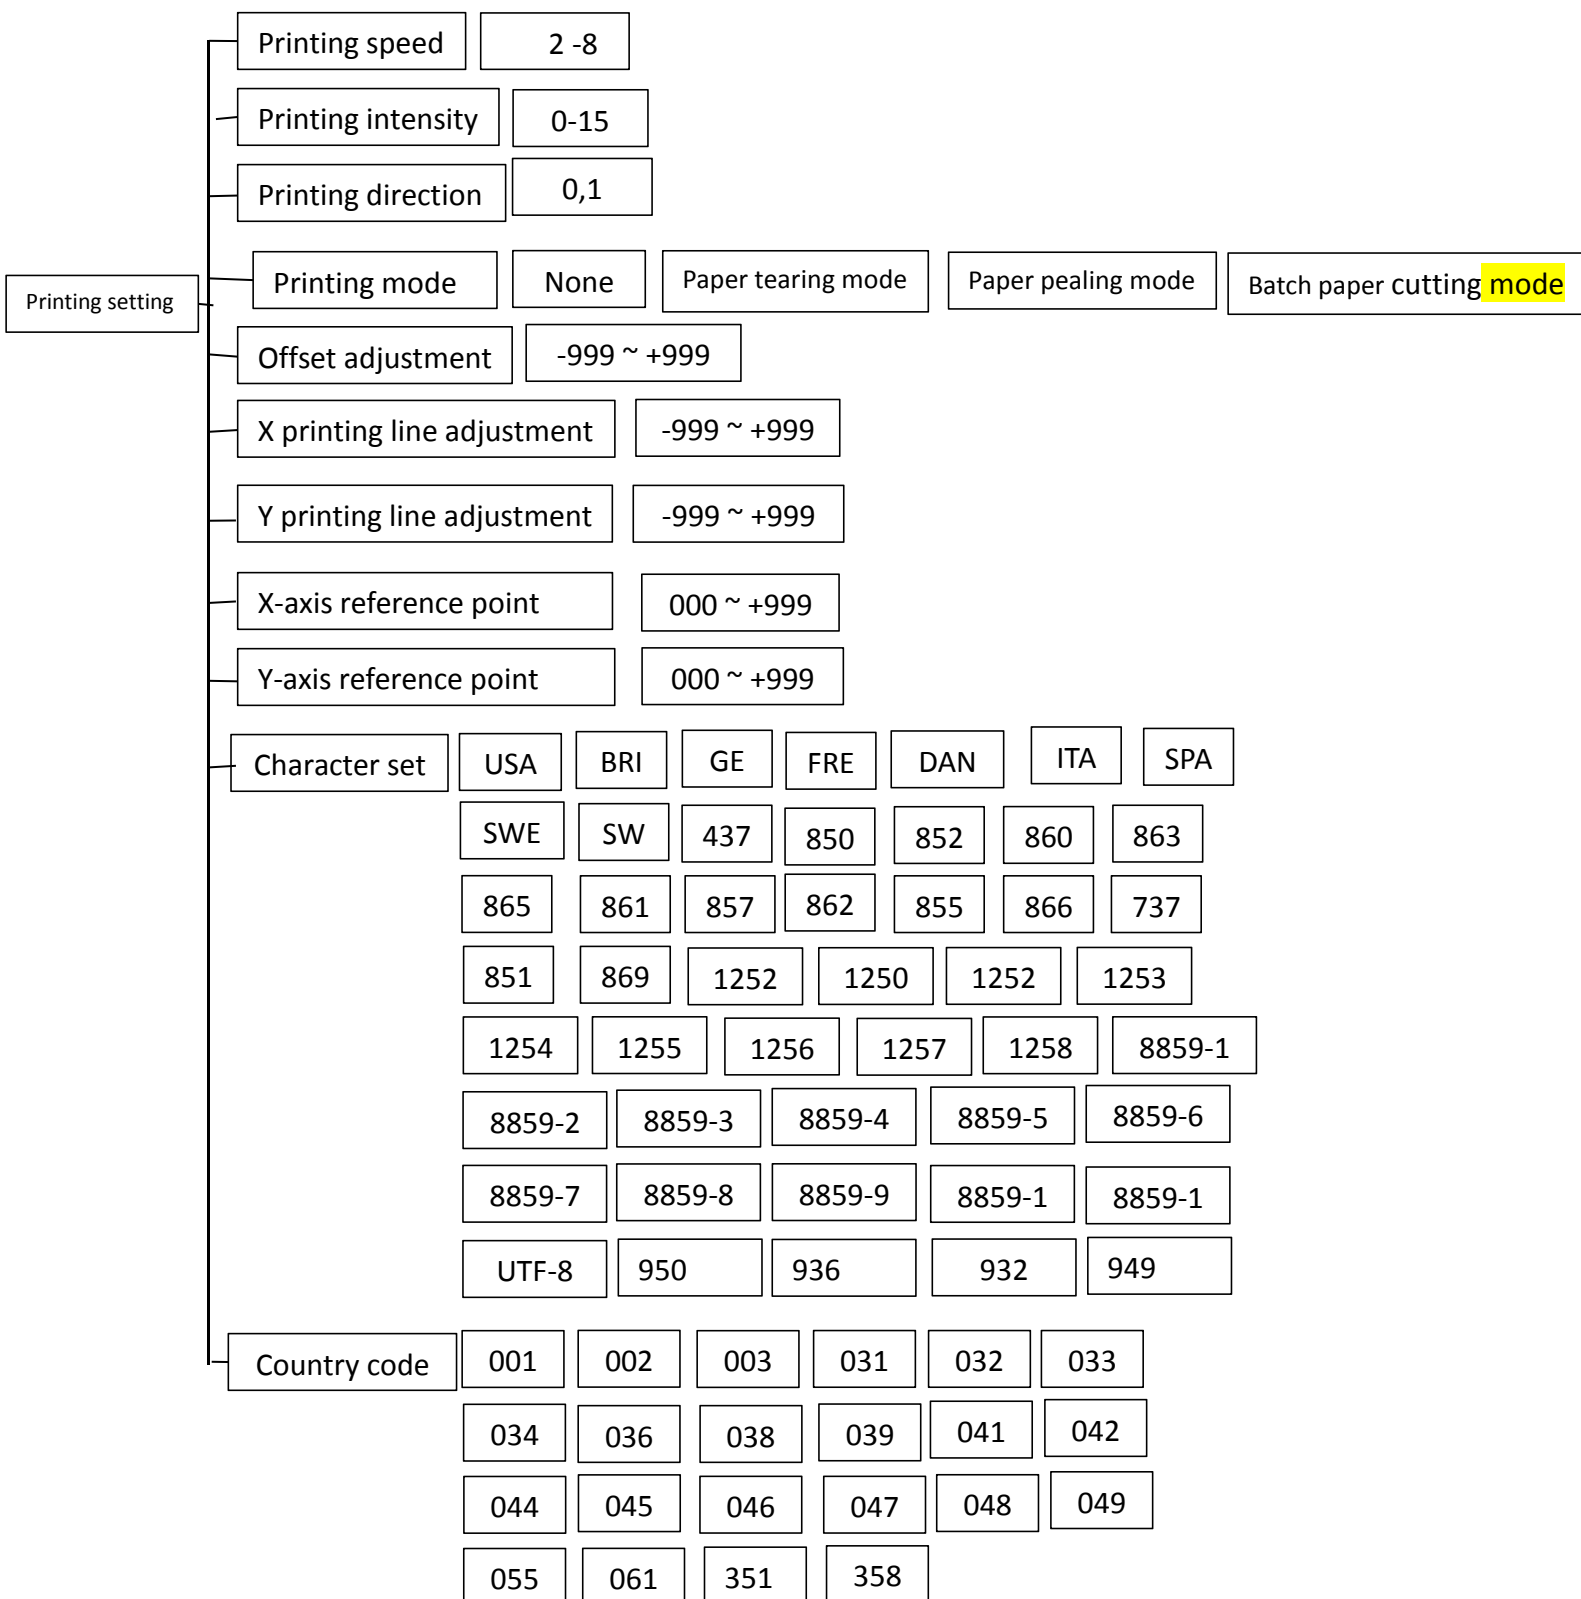 Printing speed 2 -8
Printing intensity 0-15
Printing direction 0,1
Printing setting
Printing mode None Paper tearing mode Paper pealing mode Batch paper cutting mode
Offset adjustment -999 ~ +999
X printing line adjustment -999 ~ +999
Y printing line adjustment -999 ~ +999
X-axis reference point 000 ~ +999
Y-axis reference point 000 ~ +999
Character set USA BRI GE FRE DAN ITA SPA
SWE SW 437 850 852 860 863
865 861 857 862 855 866 737
851 869 1252 1250 1252 1253
1254 1255 1256 1257 1258 8859-1
8859-2 8859-3 8859-4 8859-5 8859-6
8859-7 8859-8 8859-9 8859-1 8859-1
UTF-8 950 936 932 949
Country code 001 002 003 031 032 033
034 036 038 039 041 042
044 045 046 047 048 049
055 061 351 358